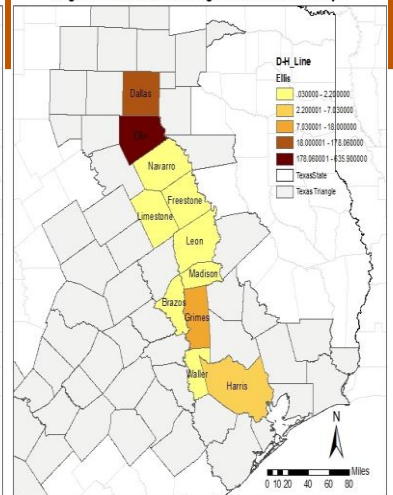 D-H_Line
Elllis
.030000 - 2.200000
2.200001 - 7.030000
7.030001 - 18.000000
18.000001 - 178.060000
178.060001 - 635.900000
TexasState
Texas Triangle
Dallas
Navarro
Freestone
Limestone
Leon
Madison
Brazos
Grimes
Waller
Harris
N
Miles
0 10 20 40 60 80